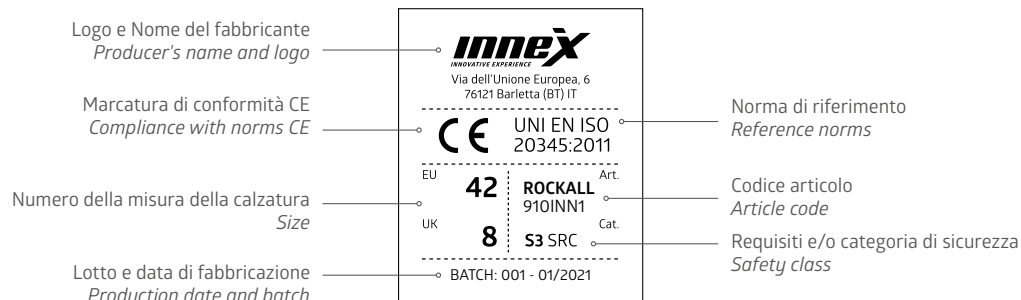 Logo e Nome del fabbricante
Producer's name and logo
Marcatura di conformità CE
Compliance with norms CE
Numero della misura della calzatura
Size
Lotto e data di fabbricazione
Production date and batch
innex
INNOVATIVE EXPERIENCE
Via dell'Unione Europea, 6
76121 Barletta (BT) IT
CE
UNI EN ISO
20345:2011
EU
42
UK
8
Art.
ROCKALL
910INN1
Cat.
S3 SRC
BATCH: 001 - 01/2021
Norma di riferimento
Reference norms
Codice articolo
Article code
Requisiti e/o categoria di sicurezza
Safety class